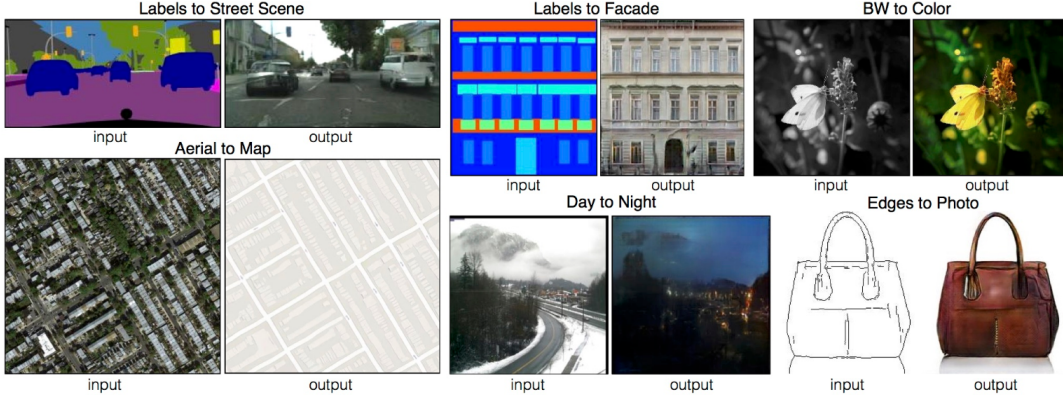 Labels to Street Scene
input
output
Aerial to Map
input
output
Labels to Facade
input
output
BW to Color
input
output
Day to Night
input
output
Edges to Photo
input
output